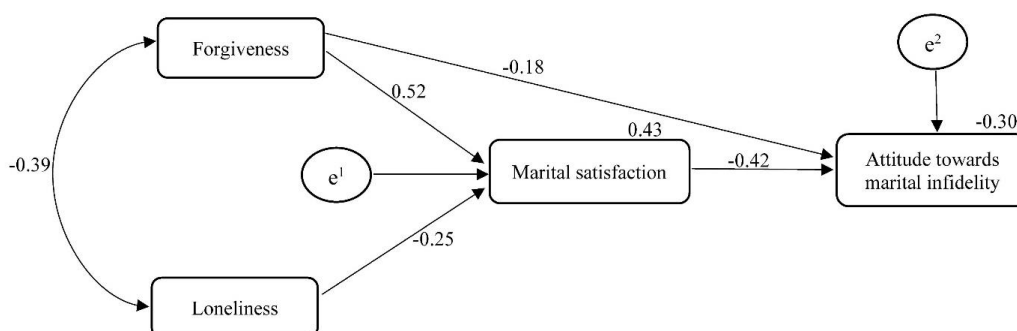 Forgiveness
e²
-0.18
0.52
0.43
-0.30
-0.39
e¹
Marital satisfaction
-0.42
Attitude towards
marital infidelity
-0.25
Loneliness